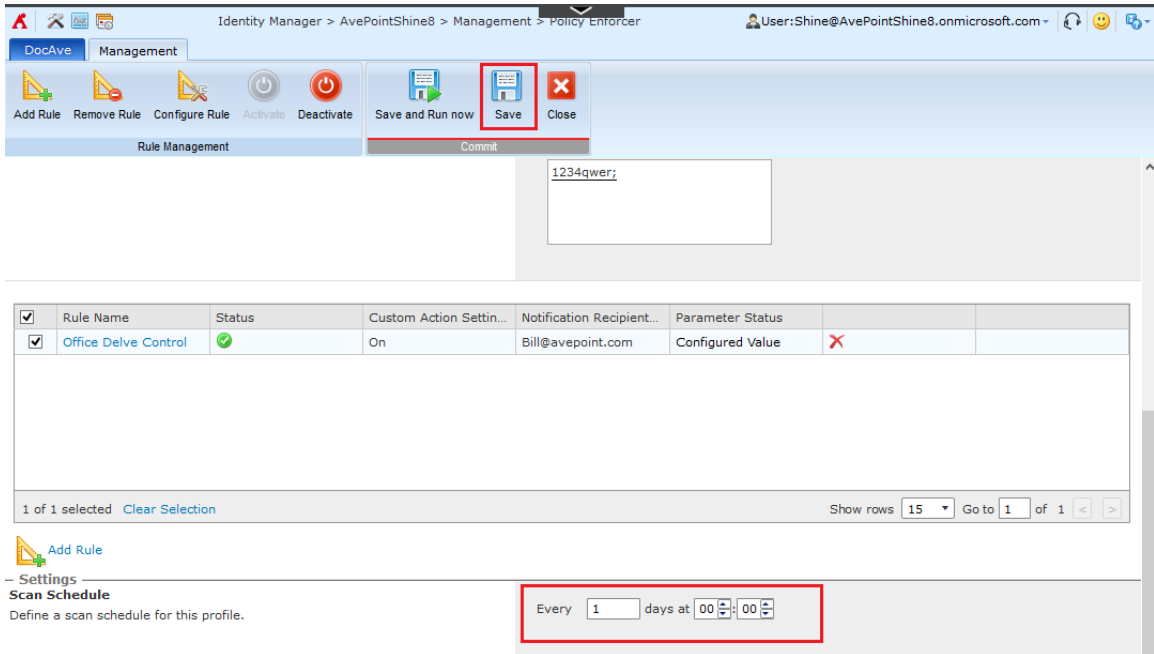 Identity Manager > AvePointShine8 > Management > Policy Enforcer User:Shine@AvePointShine8.onmicrosoft.com
DocAve Management
Add Rule Remove Rule Configure Rule Activate Deactivate Save and Run now Save Close
Rule Management Commit
1234qwer;
Rule Name Status Custom Action Settin... Notification Recipient... Parameter Status
Office Delve Control On Bill@avepoint.com Configured Value
1 of 1 selected Clear Selection Show rows 15 Go to 1 of 1 < >
Add Rule
Settings
Scan Schedule
Every 1 days at 00 : 00
Define a scan schedule for this profile.